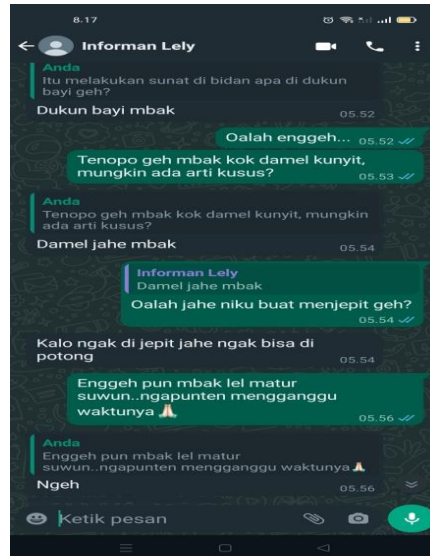 8.17
Informan Lely
Anda
Itu melakukan sunat di bidan apa di dukun
bayi geh?
Dukun bayi mbak
05.52
Oalah enggeh... 05.52
Tenopo geh mbak kok damel kunyit,
mungkin ada arti kusus?
05.53
Anda
Tenopo geh mbak kok damel kunyit, mungkin
ada arti kusus?
Damel jahe mbak
05.54
Informan Lely
Damel jahe mbak
Oalah jahe niku buat menjepit geh?
05.54
Kalo ngak di jepit jahe ngak bisa di
potong
05.54
Enggeh pun mbak lel matur
suwun..ngapunten mengganggu
waktunya 🙏🏻
05.56
Anda
Enggeh pun mbak lel matur
suwun..ngapunten mengganggu waktunya🙏🏻
Ngeh
05.56
Ketik pesan